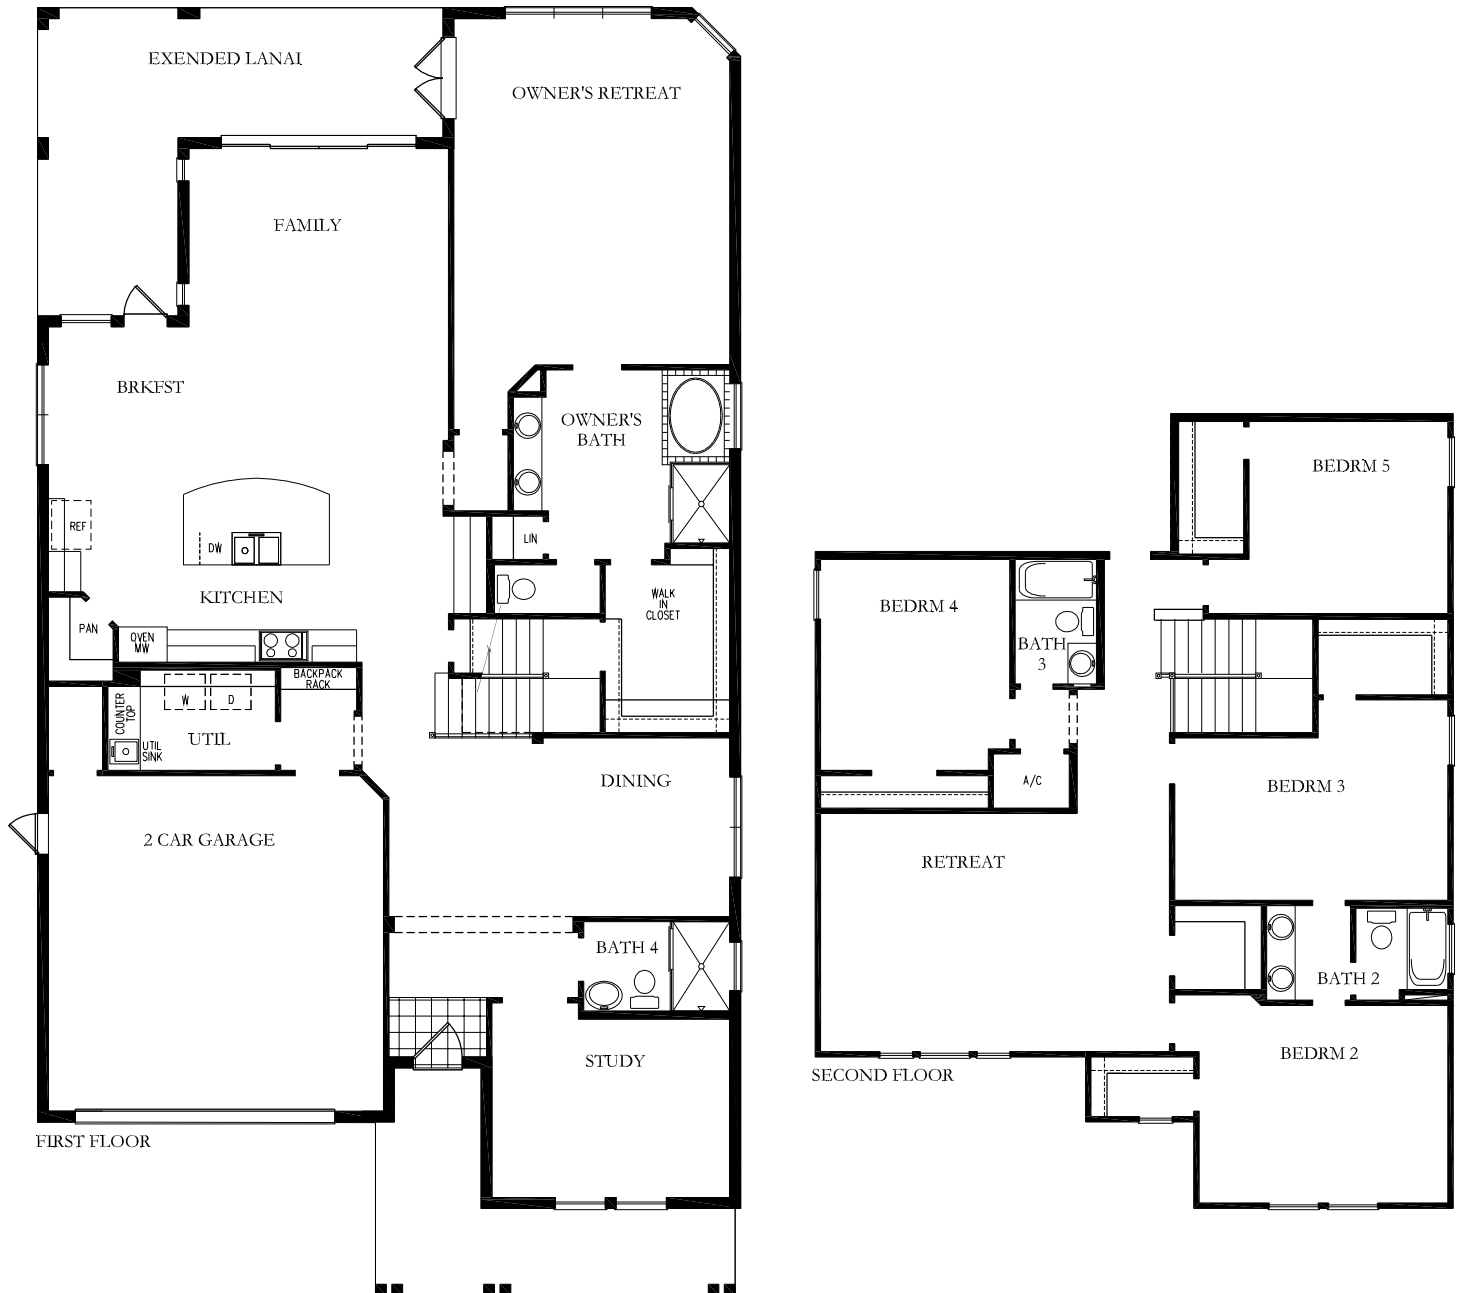 EXENDED LANAI
OWNER'S RETREAT
FAMILY
BRKFST
OWNER'S
BATH
REF
DW
LIN
KITCHEN
WALK
IN
CLOSET
PAN
OVEN
MW
BACKPACK
RACK
COUNTER
TOP
W
D
UTIL
UTIL
SINK
DINING
2 CAR GARAGE
BATH 4
STUDY
FIRST FLOOR
BEDRM 5
BEDRM 4
BATH
3
A/C
BEDRM 3
RETREAT
BATH 2
BEDRM 2
SECOND FLOOR